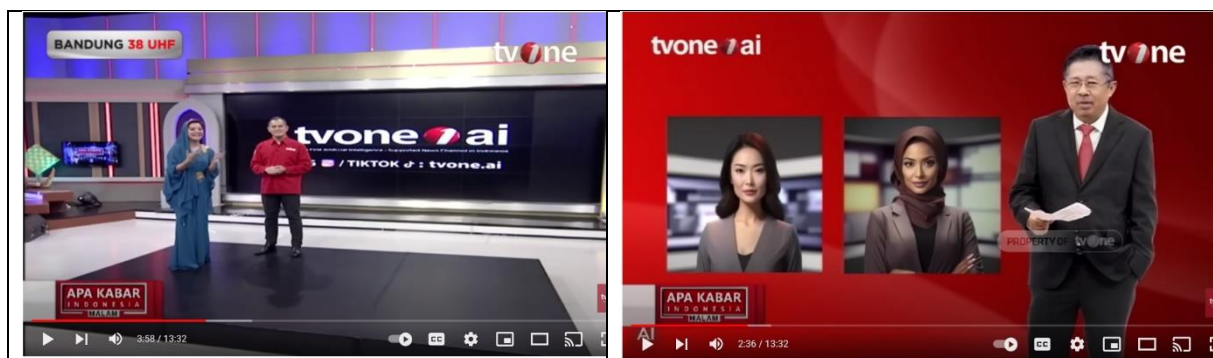 BANDUNG 38 UHF
tvOne
tvone ai
/ TIKTOK : tvone.ai
APA KABAR
INDONESIA
MALAM
3:58 / 13:32
tvone ai
tvOne
PROPERTY OF tvOne
APA KABAR
INDONESIA
MALAM
AI
2:36 / 13:32